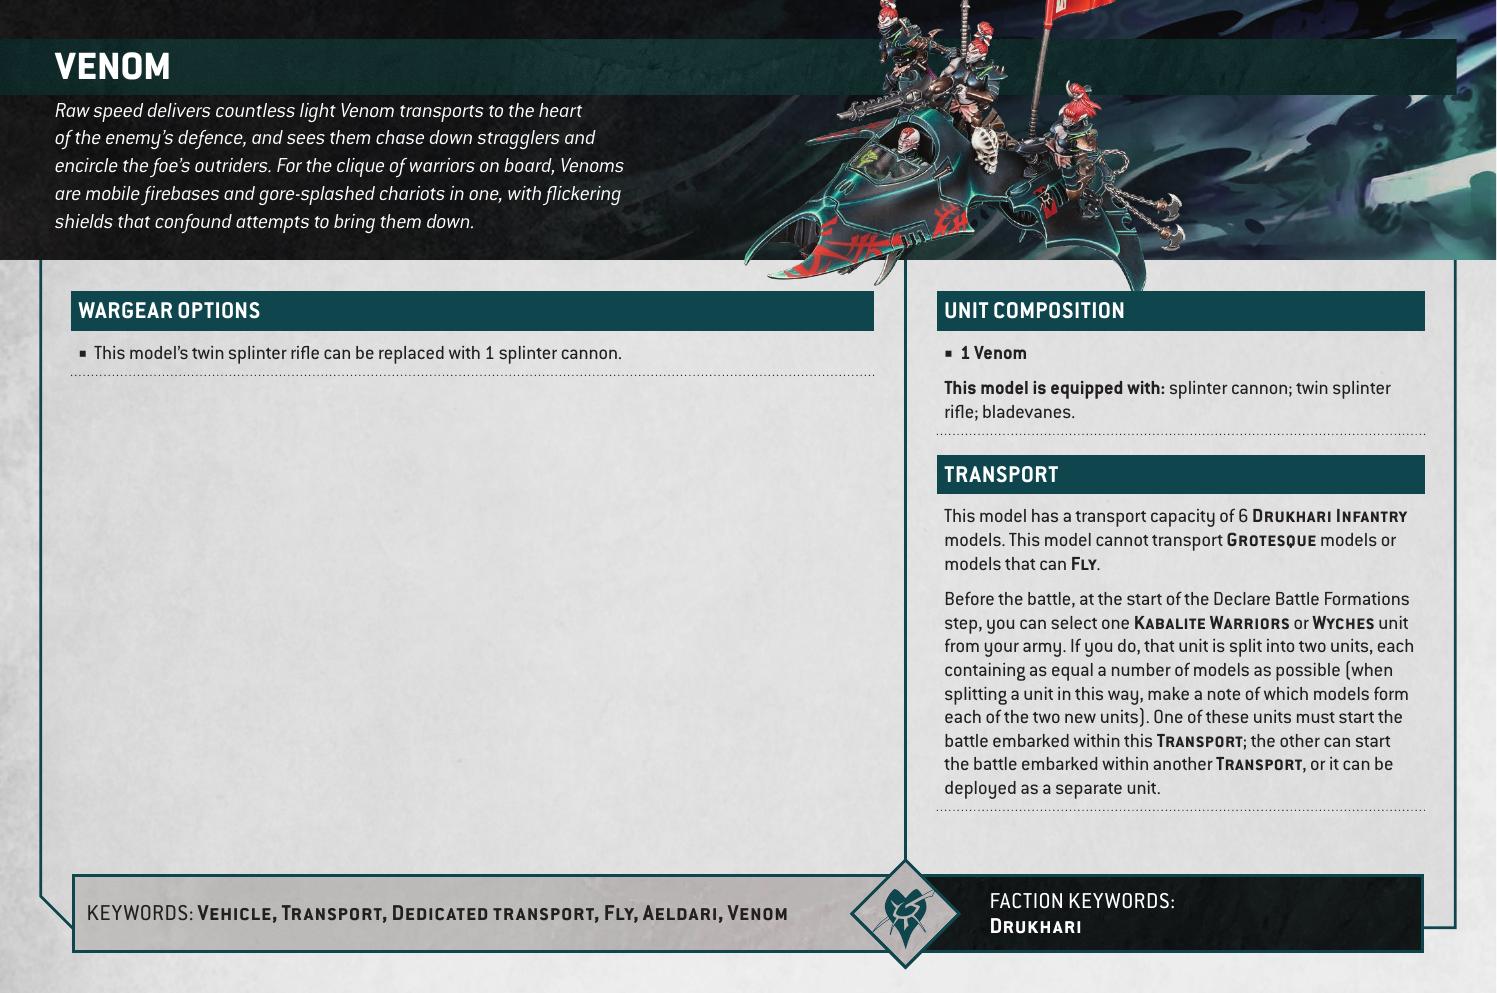 VENOM
Raw speed delivers countless light Venom transports to the heart
of the enemy's defence, and sees them chase down stragglers and
encircle the foe's outriders. For the clique of warriors on board, Venoms
are mobile firebases and gore-splashed chariots in one, with flickering
shields that confound attempts to bring them down.
WARGEAR OPTIONS
▪ This model's twin splinter rifle can be replaced with 1 splinter cannon.
UNIT COMPOSITION
▪ 1 Venom
This model is equipped with: splinter cannon; twin splinter
rifle; bladevanes.
TRANSPORT
This model has a transport capacity of 6 DRUKHARI INFANTRY
models. This model cannot transport GROTESQUE models or
models that can FLY.
Before the battle, at the start of the Declare Battle Formations
step, you can select one KABALITE WARRIORS or WYCHES unit
from your army. If you do, that unit is split into two units, each
containing as equal a number of models as possible (when
splitting a unit in this way, make a note of which models form
each of the two new units). One of these units must start the
battle embarked within this TRANSPORT; the other can start
the battle embarked within another TRANSPORT, or it can be
deployed as a separate unit.
KEYWORDS: VEHICLE, TRANSPORT, DEDICATED TRANSPORT, FLY, AELDARI, VENOM
FACTION KEYWORDS:
DRUKHARI